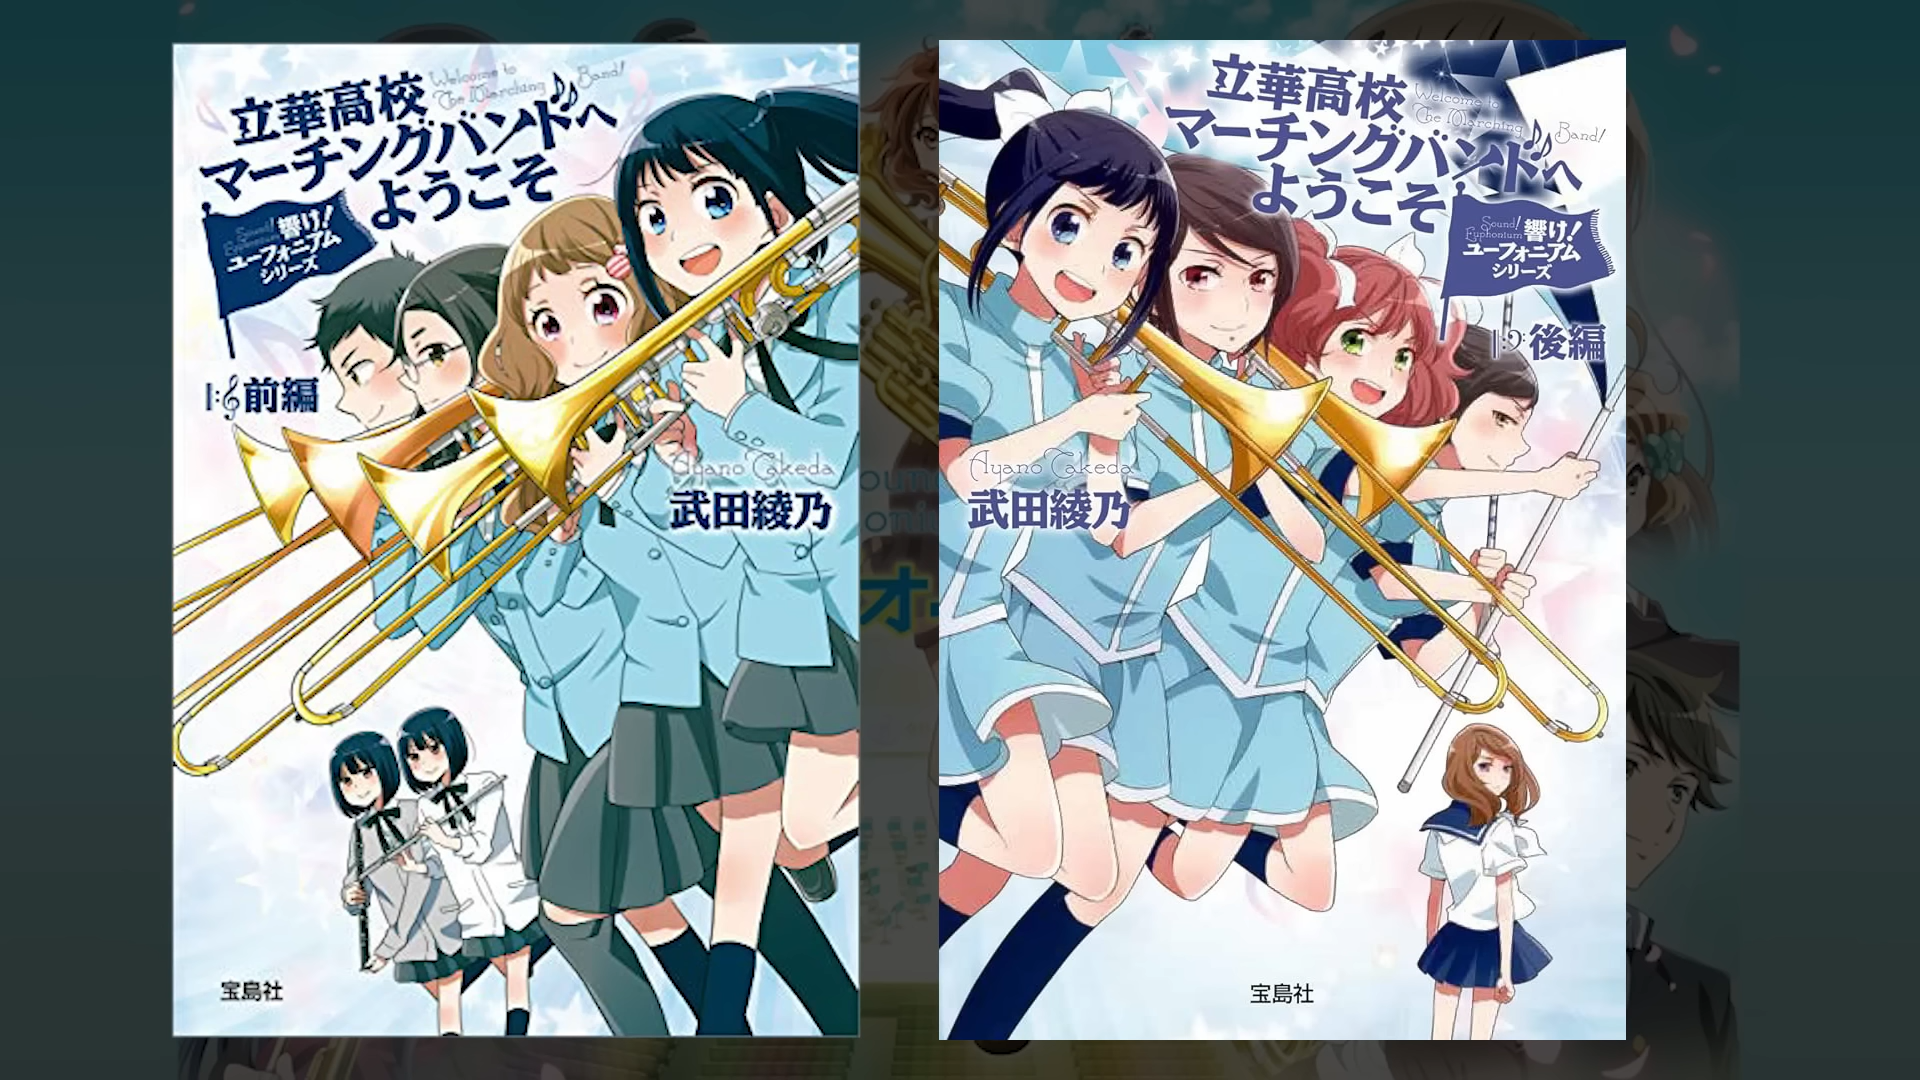 立華高校
マーチングバンドへ
ようこそ
Welcome to
The Marching Band!
Sound!
Euphonium
響け!
ユーフォニアム
シリーズ
前編
Ayano Takeda
武田綾乃
宝島社
立華高校
マーチングバンドへ
ようこそ
Welcome to
The Marching Band!
Sound!
Euphonium
響け!
ユーフォニアム
シリーズ
後編
Ayano Takeda
武田綾乃
宝島社